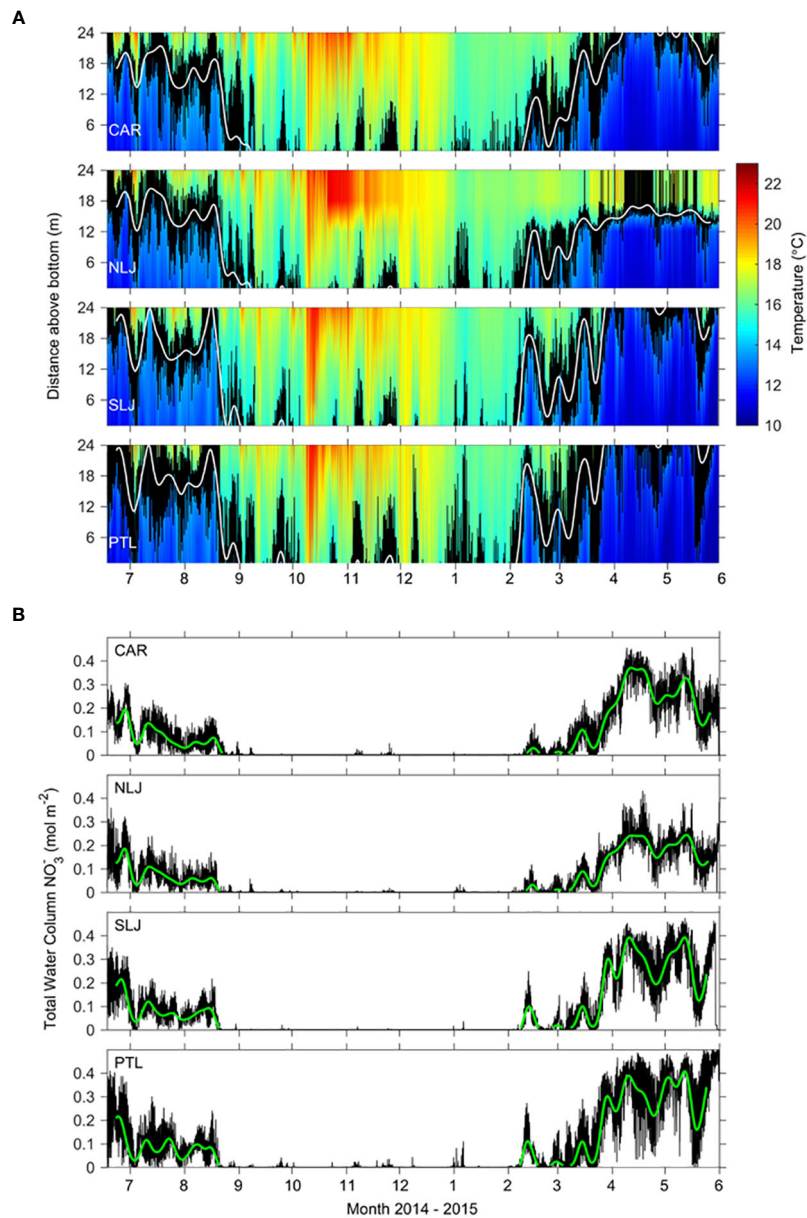 A
24
18
12
6
CAR
24
18
12
6
NLJ
24
18
12
6
SLJ
24
18
12
6
PTL
7 8 9 10 11 12 1 2 3 4 5 6
Distance above bottom (m)
22
20
18
16
14
12
10
Temperature (°C)
B
CAR
0.4
0.3
0.2
0.1
0
NLJ
0.4
0.3
0.2
0.1
0
SLJ
0.4
0.3
0.2
0.1
0
PTL
0.4
0.3
0.2
0.1
0
7 8 9 10 11 12 1 2 3 4 5 6
Total Water Column NO₃⁻ (mol m⁻²)
Month 2014 - 2015